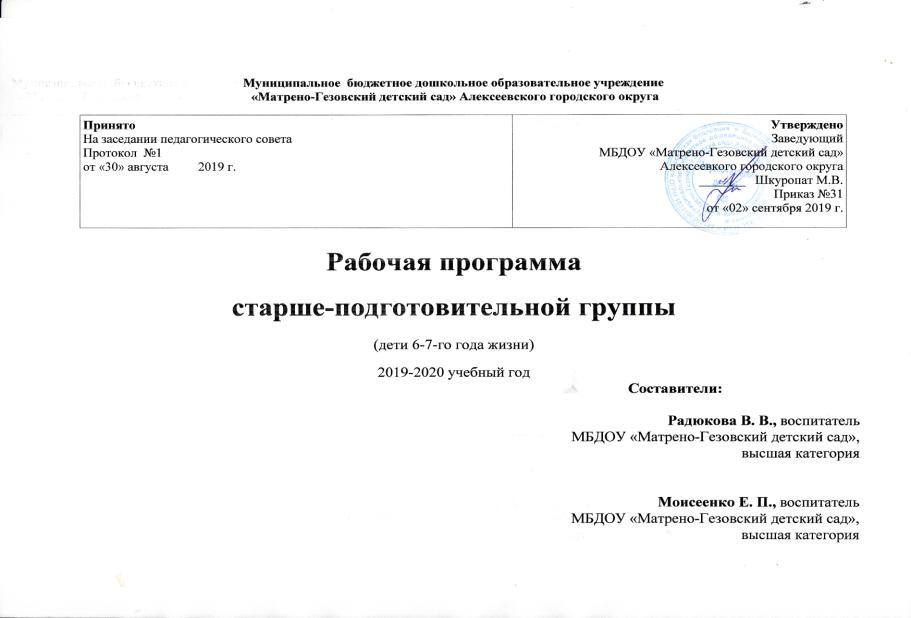 Муниципальное бюджетное дошкольное образовательное учреждение
«Матрено-Гезовский детский сад» Алексеевского городского округа
Принято
На заседании педагогического совета
Протокол №1
от «30» августа 2019 г.
Утверждено
Заведующий
МБДОУ «Матрено-Гезовский детский сад»
Алексеевкого городского округа
Шкуропат М.В.
Приказ №31
от «02» сентября 2019 г.
Рабочая программа
старше-подготовительной группы
(дети 6-7-го года жизни)
2019-2020 учебный год
Составители:
Радюкова В. В., воспитатель
МБДОУ «Матрено-Гезовский детский сад»,
высшая категория
Моисеенко Е. П., воспитатель
МБДОУ «Матрено-Гезовский детский сад»,
высшая категория